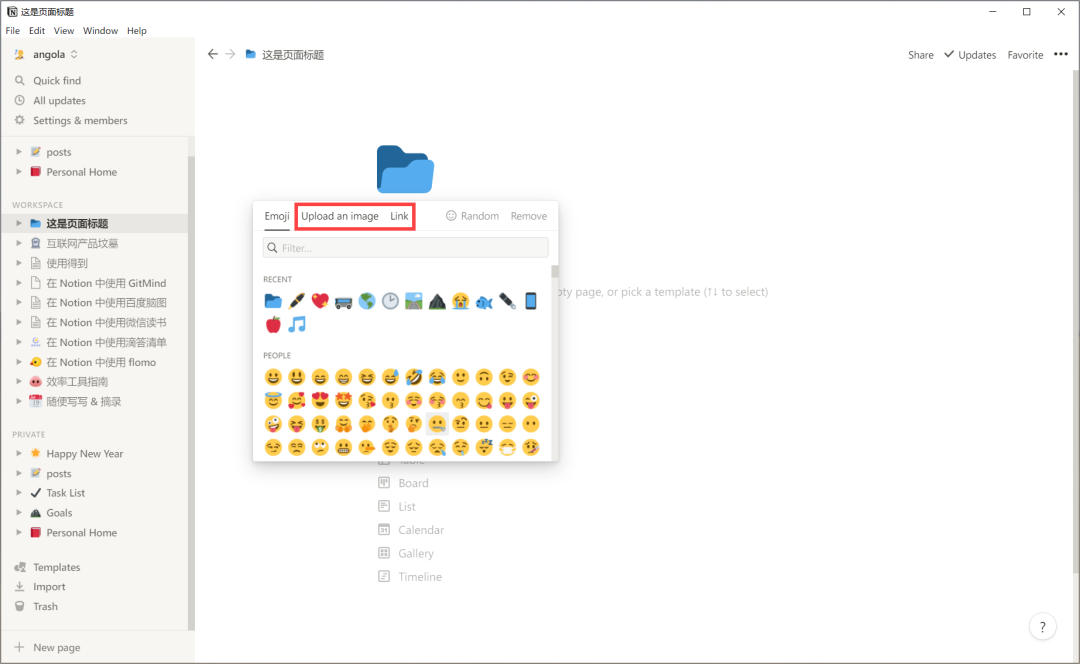 这是页面标题
File Edit View Window Help
angola
Quick find
All updates
Settings & members
posts
Personal Home
WORKSPACE
这是页面标题
互联网产品坟墓
使用得到
在 Notion 中使用 GitMind
在 Notion 中使用百度脑图
在 Notion 中使用微信读书
在 Notion 中使用滴答清单
在 Notion 中使用 flomo
效率工具指南
随便写写 & 摘录
PRIVATE
Happy New Year
posts
Task List
Goals
Personal Home
Templates
Import
Trash
New page
这是页面标题
Share Updates Favorite
Emoji Upload an image Link Random Remove
Filter...
RECENT
PEOPLE
pty page, or pick a template (↑↓ to select)
Table
Board
List
Calendar
Gallery
Timeline
?